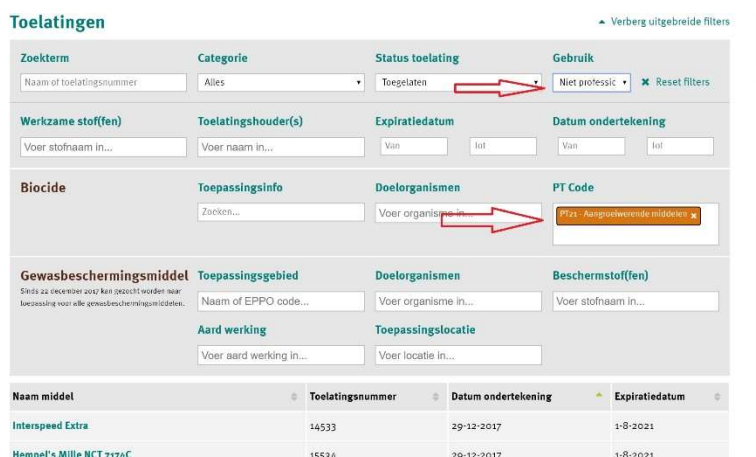 Toelatingen
Verberg uitgebreide filters
Zoekterm Categorie Status toelating Gebruik
Naam of toelatingsnummer Alles Toegelaten Niet professic Reset filters
Werkzame stof(fen) Toelatingshouder(s) Expiratiedatum Datum ondertekening
Voer stofnaam in... Voer naam in... Van Tot Van Tot
Biocide Toepassingsinfo Doelorganismen PT Code
Zoeken... Voer organisme in... PT21 - Aangroeiwerende middelen
Gewasbeschermingsmiddel Toepassingsgebied Doelorganismen Beschermstof(fen)
Sinds 22 december 2017 kan gezocht worden naar
toepassing voor alle gewasbeschermingsmiddelen.
Naam of EPPO code... Voer organisme in... Voer stofnaam in...
Aard werking Toepassingslocatie
Voer aard werking in... Voer locatie in...
Naam middel Toelatingsnummer Datum ondertekening Expiratiedatum
Interspeed Extra 14533 29-12-2017 1-8-2021
Hempel's Mille NCT 7174C 15534 29-12-2017 1-8-2021